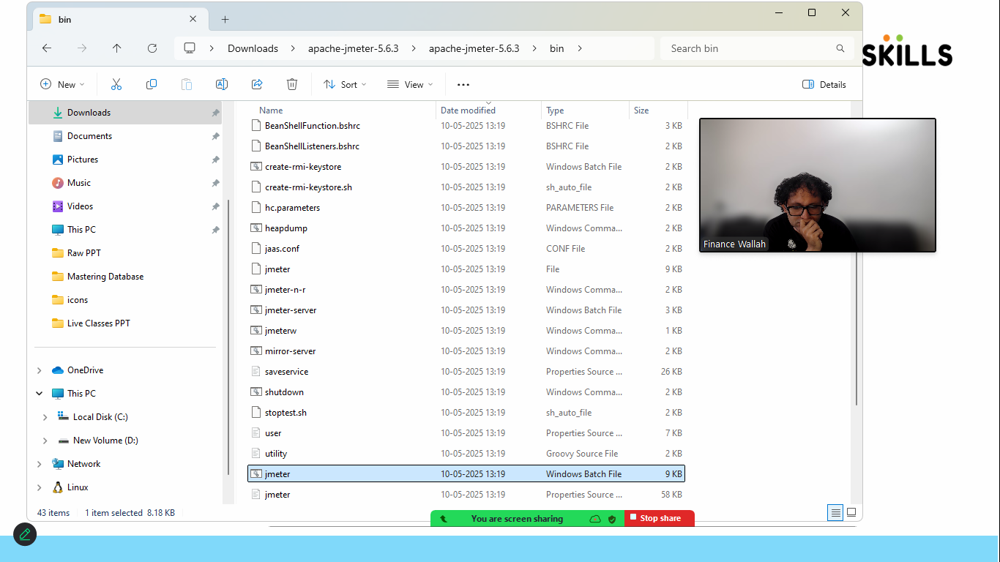 bin
Downloads apache-jmeter-5.6.3 apache-jmeter-5.6.3 bin
Search bin
SKILLS
New Sort View Details
Downloads
Documents
Pictures
Music
Videos
This PC
Raw PPT
Mastering Database
icons
Live Classes PPT
OneDrive
This PC
Local Disk (C:)
New Volume (D:)
Network
Linux
Name Date modified Type Size
BeanShellFunction.bshrc 10-05-2025 13:19 BSHRC File 3 KB
BeanShellListeners.bshrc 10-05-2025 13:19 BSHRC File 2 KB
create-rmi-keystore 10-05-2025 13:19 Windows Batch File 2 KB
create-rmi-keystore.sh 10-05-2025 13:19 sh_auto_file 2 KB
hc.parameters 10-05-2025 13:19 PARAMETERS File 2 KB
heapdump 10-05-2025 13:19 Windows Comma... 2 KB
jaas.conf 10-05-2025 13:19 CONF File 2 KB
jmeter 10-05-2025 13:19 File 9 KB
jmeter-n-r 10-05-2025 13:19 Windows Comma... 2 KB
jmeter-server 10-05-2025 13:19 Windows Batch File 3 KB
jmeterw 10-05-2025 13:19 Windows Comma... 1 KB
mirror-server 10-05-2025 13:19 Windows Comma... 2 KB
saveservice 10-05-2025 13:19 Properties Source ... 26 KB
shutdown 10-05-2025 13:19 Windows Comma... 2 KB
stoptest.sh 10-05-2025 13:19 sh_auto_file 2 KB
user 10-05-2025 13:19 Properties Source ... 7 KB
utility 10-05-2025 13:19 Groovy Source File 2 KB
jmeter 10-05-2025 13:19 Windows Batch File 9 KB
jmeter 10-05-2025 13:19 Properties Source ... 58 KB
Finance Wallah
43 items 1 item selected 8.18 KB
You are screen sharing Stop share